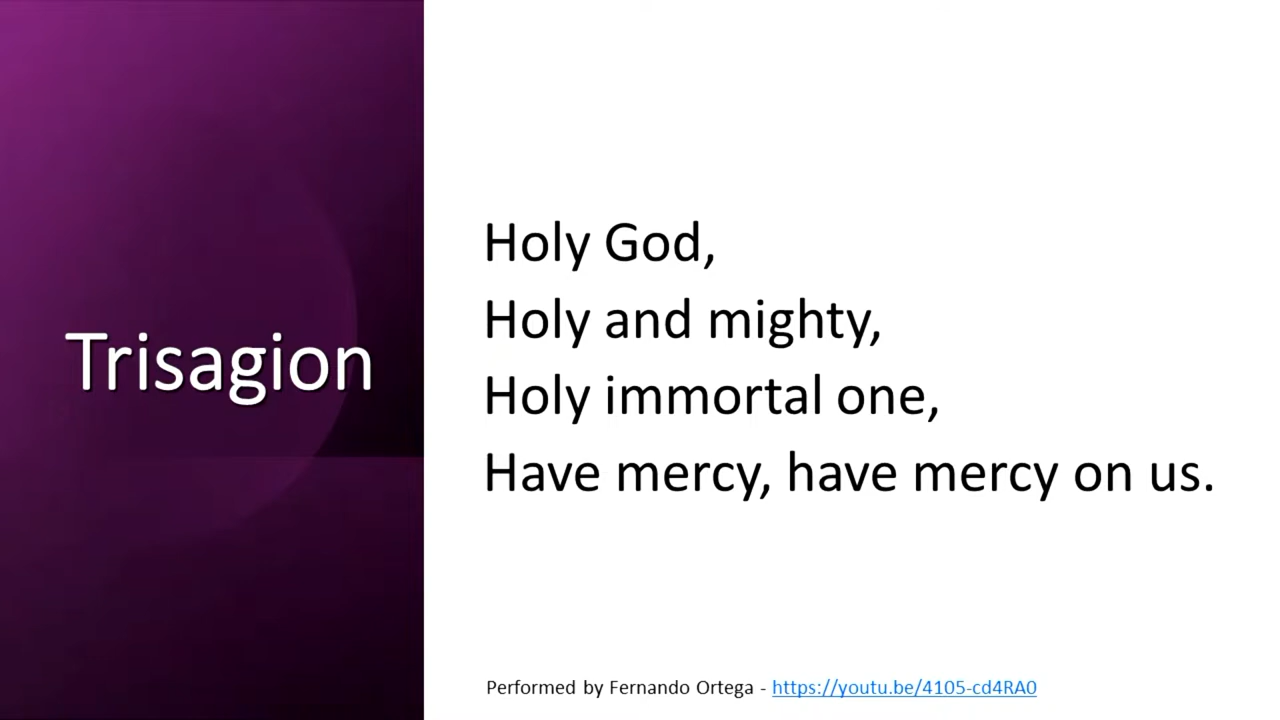 Trisagion
Holy God,
Holy and mighty,
Holy immortal one,
Have mercy, have mercy on us.
Performed by Fernando Ortega - https://youtu.be/4105-cd4RA0